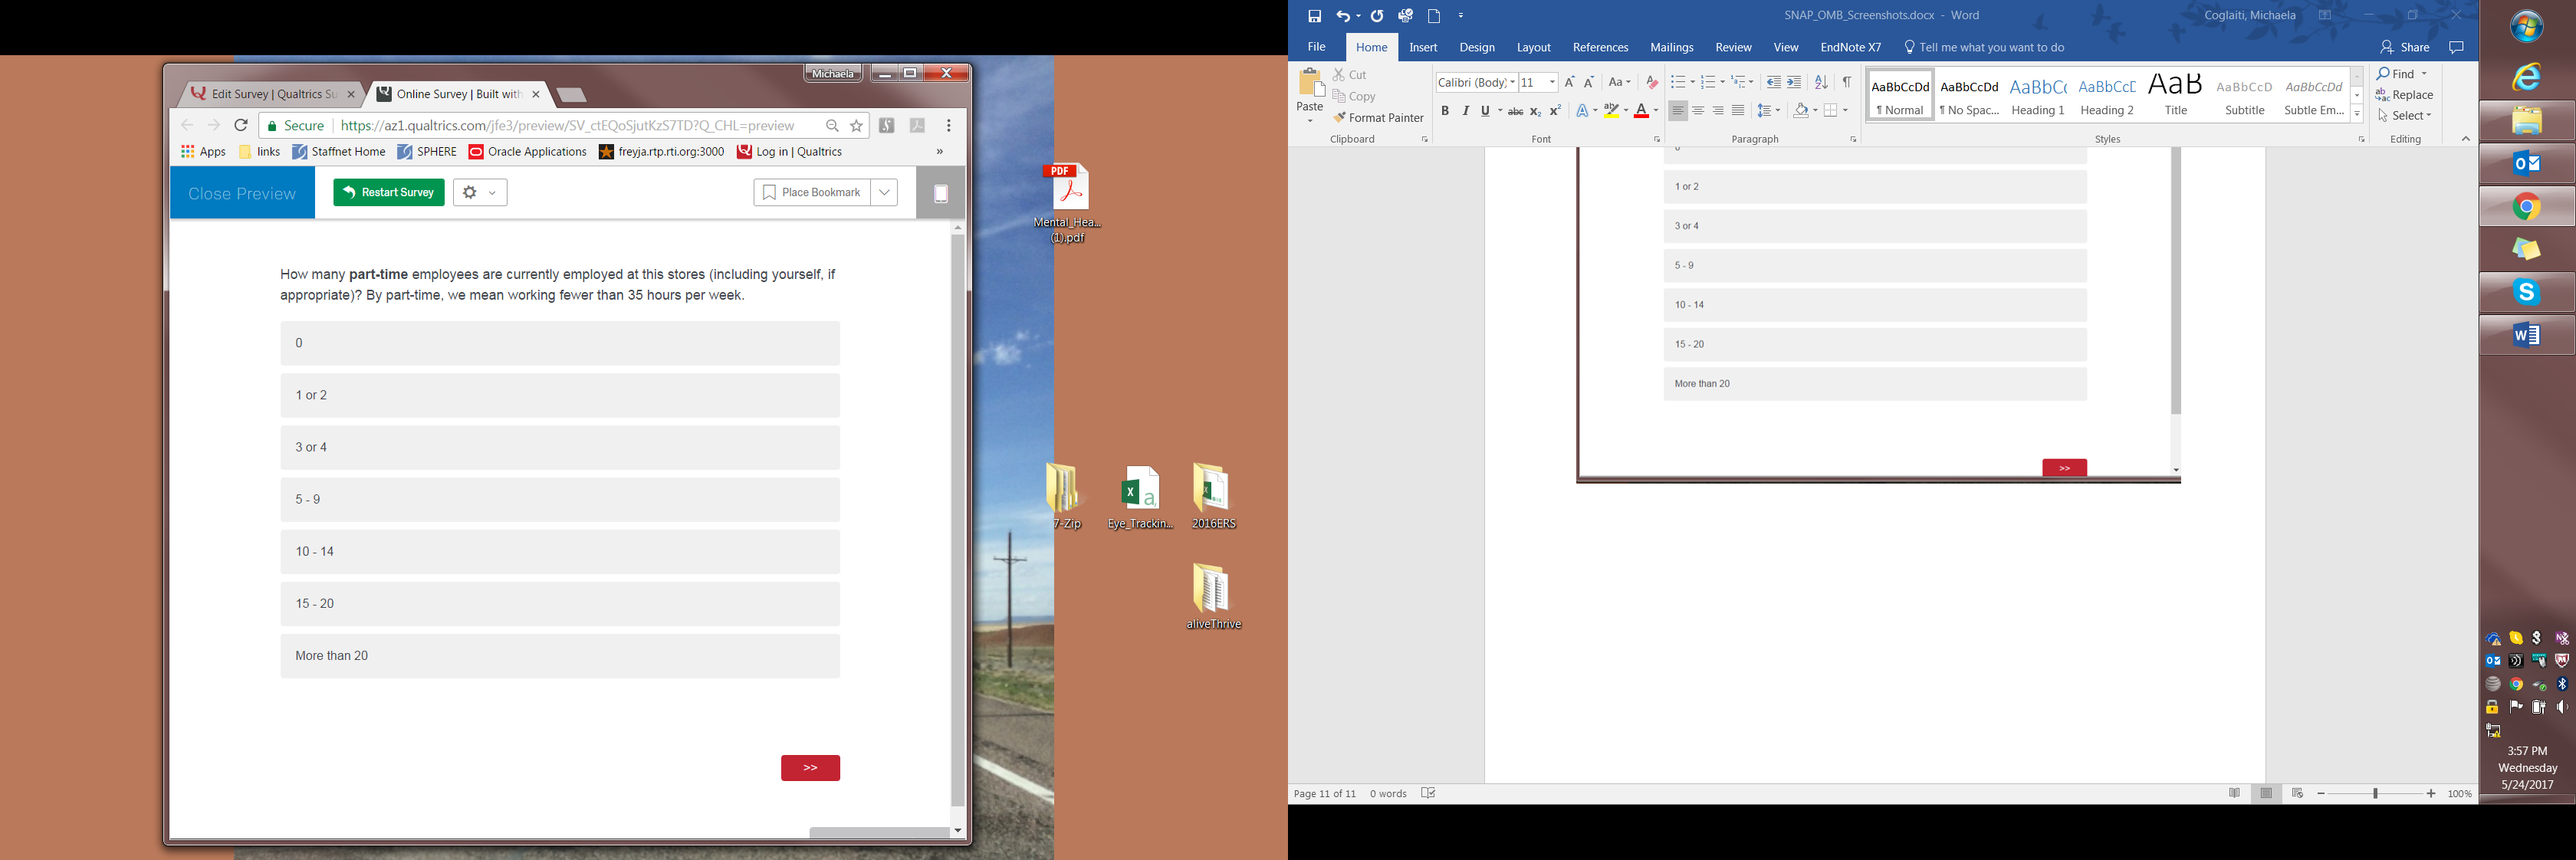 Michaela
Edit Survey | Qualtrics Su
Online Survey | Built with
Secure https://az1.qualtrics.com/jfe3/preview/SV_ctEQoSjutKzS7TD?Q_CHL=preview
Apps links Staffnet Home SPHERE Oracle Applications freyja.rtp.rti.org:3000 Log in | Qualtrics »
Close Preview Restart Survey Place Bookmark
How many part-time employees are currently employed at this stores (including yourself, if
appropriate)? By part-time, we mean working fewer than 35 hours per week.
0
1 or 2
3 or 4
5 - 9
10 - 14
15 - 20
More than 20
>>
PDF
Mental_Hea...
(1).pdf
7-Zip
Eye_Trackin...
2016ERS
aliveThrive
SNAP_OMB_Screenshots.docx - Word
Coglaiti, Michaela
File Home Insert Design Layout References Mailings Review View EndNote X7 Tell me what you want to do Share
Paste
Cut
Copy
Format Painter
Clipboard
Calibri (Body) 11
B I U abc x₂ x²
Font
Paragraph
AaBbCcDd AaBbCcDd AaBbCc AaBbCcE AaB AaBbCcD AaBbCcDd
¶ Normal ¶ No Spac... Heading 1 Heading 2 Title Subtitle Subtle Em...
Styles
Find
Replace
Select
Editing
1 or 2
3 or 4
5 - 9
10 - 14
15 - 20
More than 20
>>
Page 11 of 11 0 words
100%
3:57 PM
Wednesday
5/24/2017